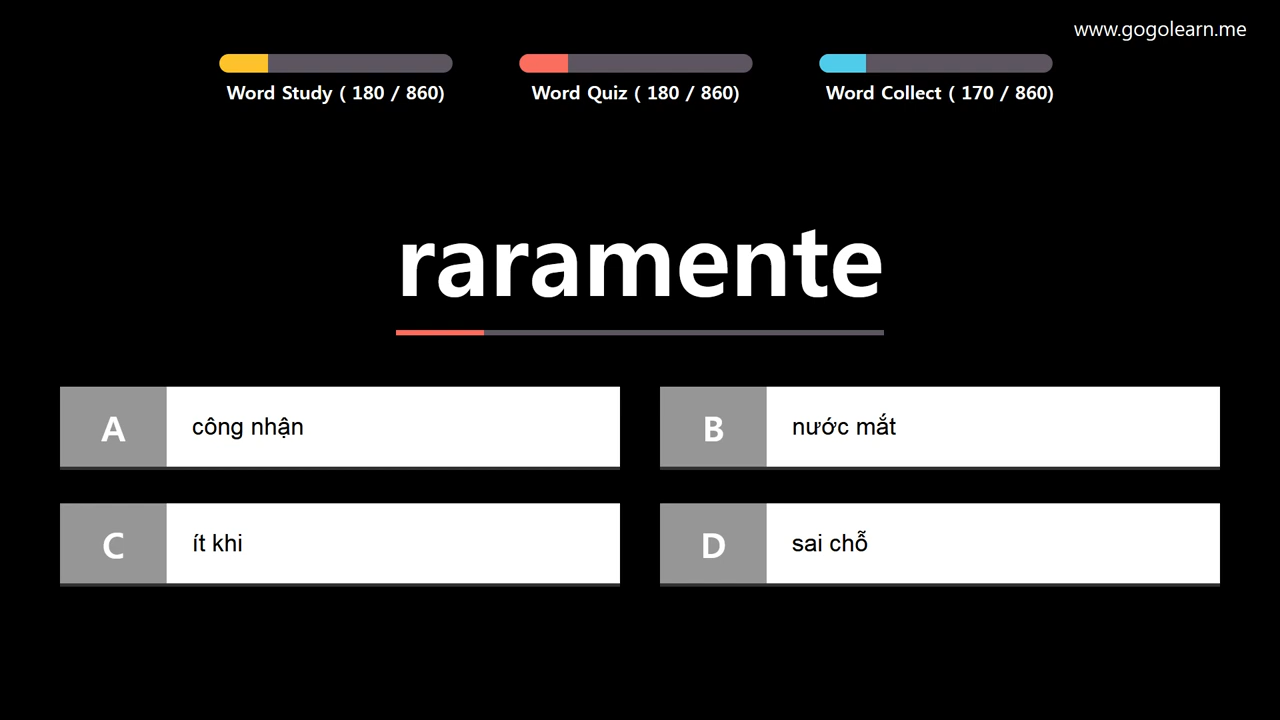 www.gogolearn.me
Word Study ( 180 / 860)
Word Quiz ( 180 / 860)
Word Collect ( 170 / 860)
raramente
A công nhận
B nước mắt
C ít khi
D sai chỗ